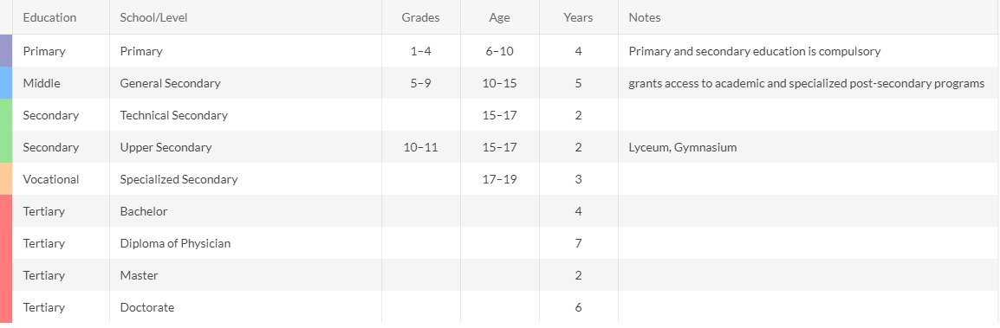 Education School/Level Grades Age Years Notes
Primary Primary 1–4 6–10 4 Primary and secondary education is compulsory
Middle General Secondary 5–9 10–15 5 grants access to academic and specialized post-secondary programs
Secondary Technical Secondary 15–17 2
Secondary Upper Secondary 10–11 15–17 2 Lyceum, Gymnasium
Vocational Specialized Secondary 17–19 3
Tertiary Bachelor 4
Tertiary Diploma of Physician 7
Tertiary Master 2
Tertiary Doctorate 6